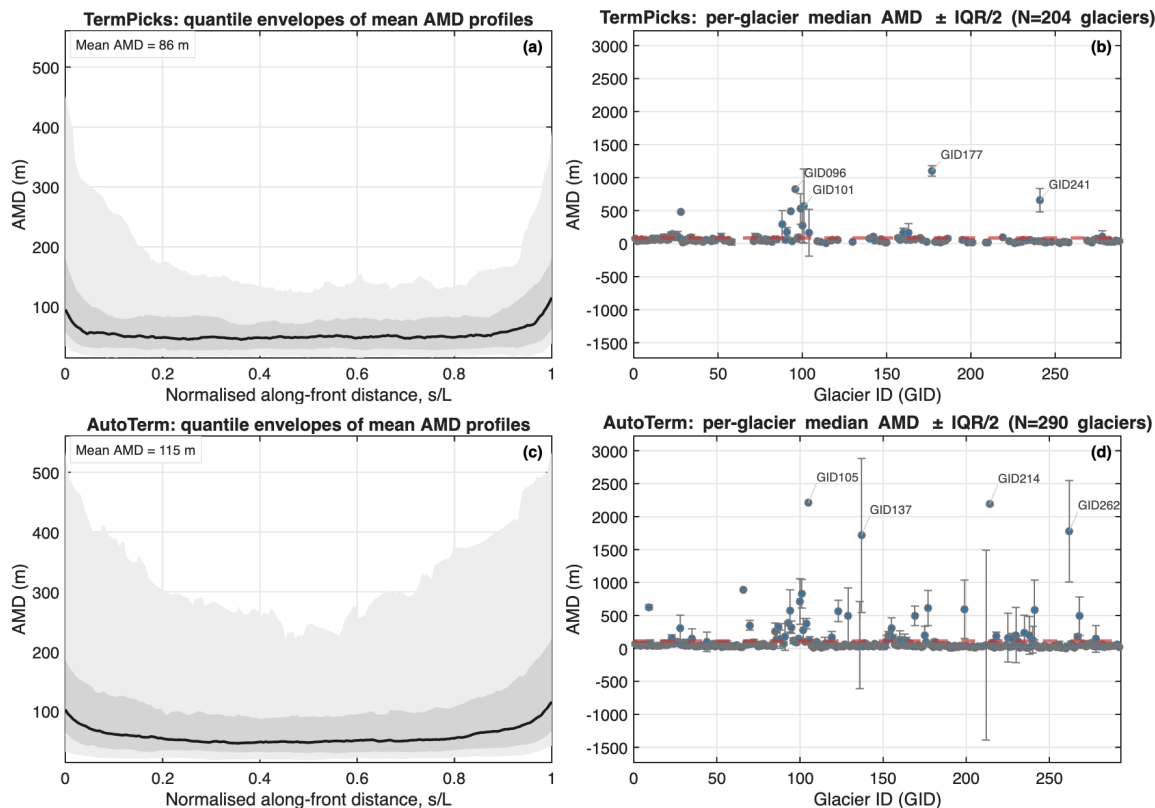 TermPicks: quantile envelopes of mean AMD profiles
Mean AMD = 86 m
(a)
500
400
300
200
100
AMD (m)
0
0.2
0.4
0.6
0.8
1
Normalised along-front distance, s/L
TermPicks: per-glacier median AMD ± IQR/2 (N=204 glaciers)
(b)
3000
2500
2000
1500
1000
500
0
-500
-1000
-1500
AMD (m)
GID177
GID096
GID101
GID241
0
50
100
150
200
250
Glacier ID (GID)
AutoTerm: quantile envelopes of mean AMD profiles
Mean AMD = 115 m
(c)
500
400
300
200
100
AMD (m)
0
0.2
0.4
0.6
0.8
1
Normalised along-front distance, s/L
AutoTerm: per-glacier median AMD ± IQR/2 (N=290 glaciers)
(d)
3000
2500
2000
1500
1000
500
0
-500
-1000
-1500
AMD (m)
GID105
GID214
GID137
GID262
0
50
100
150
200
250
Glacier ID (GID)